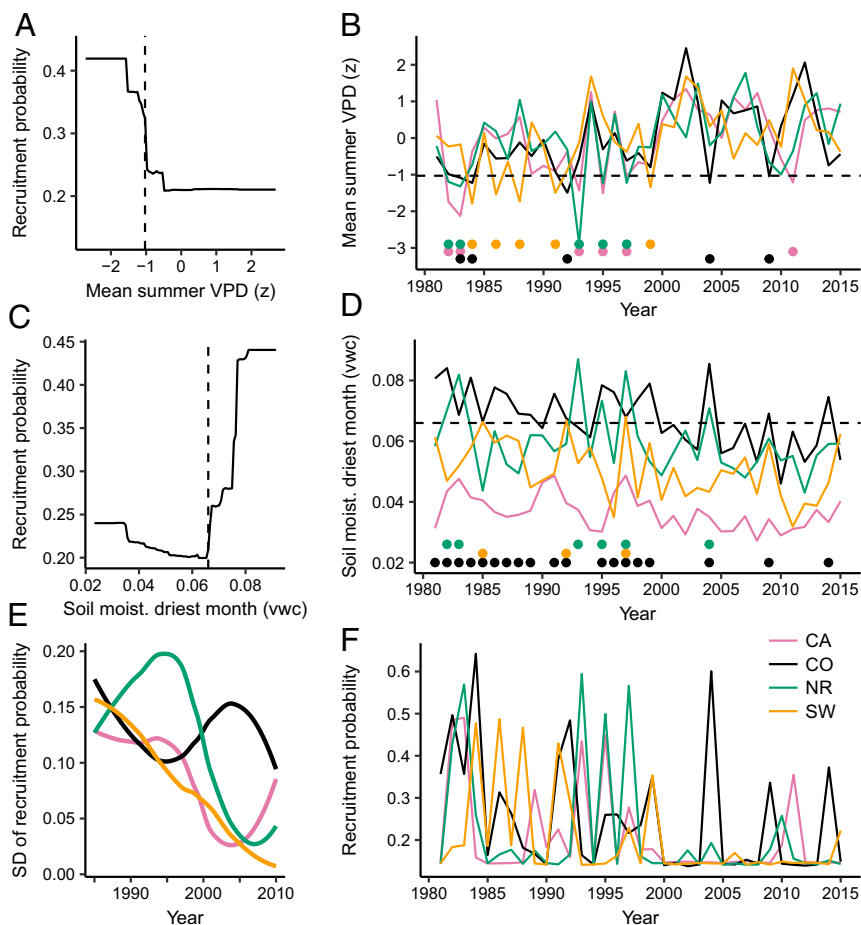 A
Recruitment probability
0.4
0.3
0.2
−2 −1 0 1 2
Mean summer VPD (z)
B
Mean summer VPD (z)
2
1
0
−1
−2
−3
1980 1985 1990 1995 2000 2005 2010 2015
Year
C
Recruitment probability
0.45
0.40
0.35
0.30
0.25
0.20
0.02 0.04 0.06 0.08
Soil moist. driest month (vwc)
D
Soil moist. driest month (vwc)
0.08
0.06
0.04
0.02
1980 1985 1990 1995 2000 2005 2010 2015
Year
E
SD of recruitment probability
0.20
0.15
0.10
0.05
0.00
1990 2000 2010
Year
F
Recruitment probability
0.6
0.5
0.4
0.3
0.2
1980 1985 1990 1995 2000 2005 2010 2015
Year
CA
CO
NR
SW